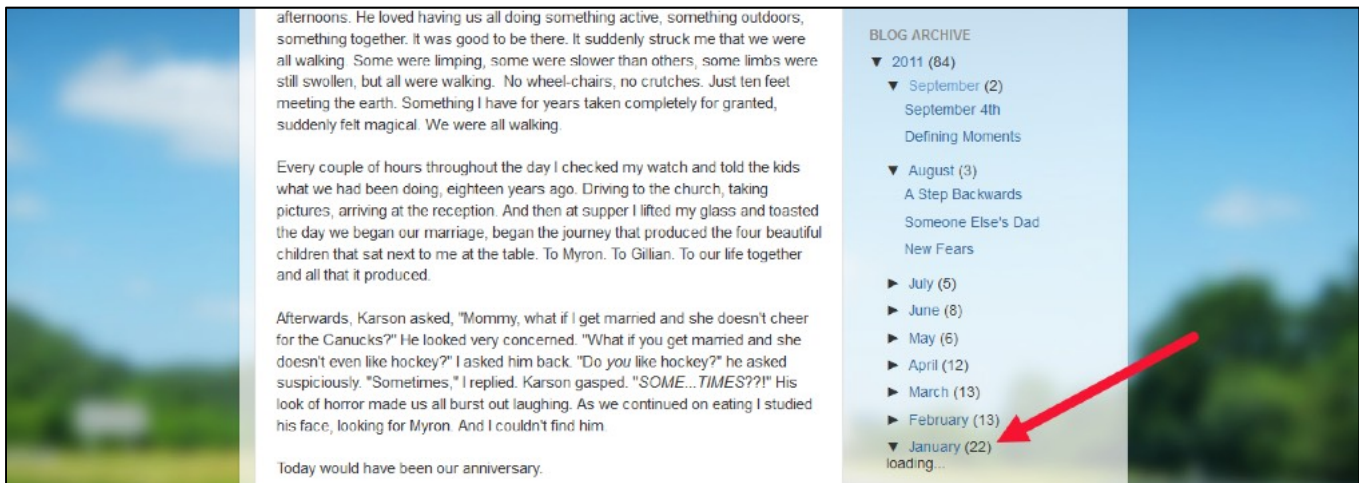 afternoons. He loved having us all doing something active, something outdoors,
something together. It was good to be there. It suddenly struck me that we were
all walking. Some were limping, some were slower than others, some limbs were
still swollen, but all were walking.  No wheel-chairs, no crutches. Just ten feet
meeting the earth. Something I have for years taken completely for granted,
suddenly felt magical. We were all walking.
Every couple of hours throughout the day I checked my watch and told the kids
what we had been doing, eighteen years ago. Driving to the church, taking
pictures, arriving at the reception. And then at supper I lifted my glass and toasted
the day we began our marriage, began the journey that produced the four beautiful
children that sat next to me at the table. To Myron. To Gillian. To our life together
and all that it produced.
Afterwards, Karson asked, "Mommy, what if I get married and she doesn't cheer
for the Canucks?" He looked very concerned. "What if you get married and she
doesn't even like hockey?" I asked him back. "Do you like hockey?" he asked
suspiciously. "Sometimes," I replied. Karson gasped. "SOME...TIMES??!" His
look of horror made us all burst out laughing. As we continued on eating I studied
his face, looking for Myron. And I couldn't find him.
Today would have been our anniversary.
BLOG ARCHIVE
▼ 2011 (84)
▼ September (2)
September 4th
Defining Moments
▼ August (3)
A Step Backwards
Someone Else's Dad
New Fears
► July (5)
► June (8)
► May (6)
► April (12)
► March (13)
► February (13)
▼ January (22)
loading...